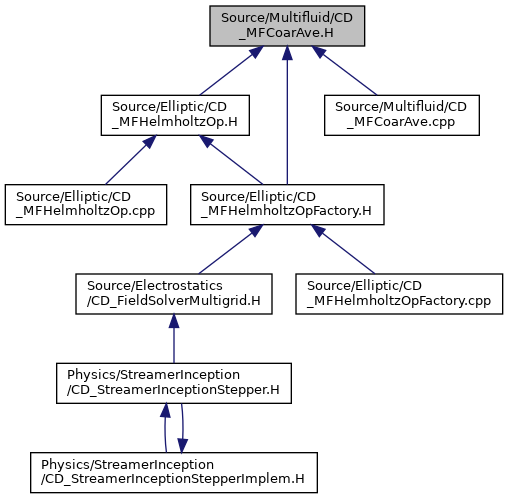 Source/Multifluid/CD
_MFCoarAve.H
Source/Elliptic/CD
_MFHelmholtzOp.H
Source/Multifluid/CD
_MFCoarAve.cpp
Source/Elliptic/CD
_MFHelmholtzOp.cpp
Source/Elliptic/CD
_MFHelmholtzOpFactory.H
Source/Electrostatics
/CD_FieldSolverMultigrid.H
Source/Elliptic/CD
_MFHelmholtzOpFactory.cpp
Physics/StreamerInception
/CD_StreamerInceptionStepper.H
Physics/StreamerInception
/CD_StreamerInceptionStepperImplem.H